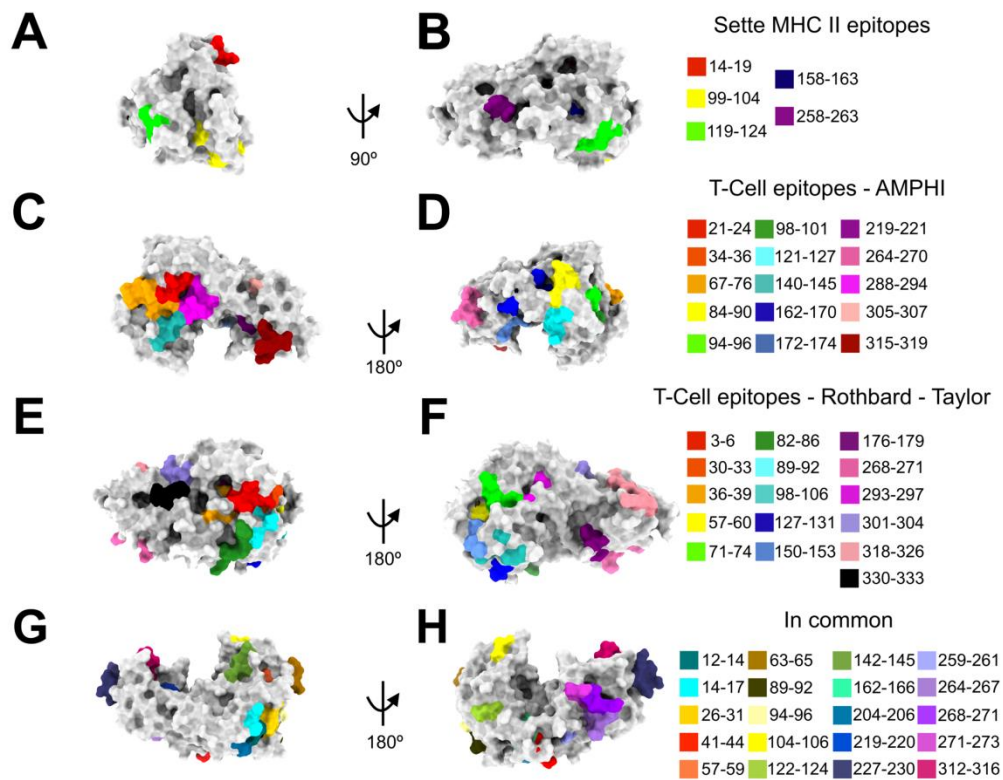 A
B
Sette MHC II epitopes
14-19 158-163
99-104
258-263
119-124
90º
C
D
T-Cell epitopes - AMPHI
21-24 98-101 219-221
34-36 121-127 264-270
67-76 140-145 288-294
84-90 162-170 305-307
94-96 172-174 315-319
180º
E
F
T-Cell epitopes - Rothbard - Taylor
3-6 82-86 176-179
30-33 89-92 268-271
36-39 98-106 293-297
57-60 127-131 301-304
71-74 150-153 318-326
330-333
180º
G
H
In common
12-14 63-65 142-145 259-261
14-17 89-92 162-166 264-267
26-31 94-96 204-206 268-271
41-44 104-106 219-220 271-273
57-59 122-124 227-230 312-316
180º